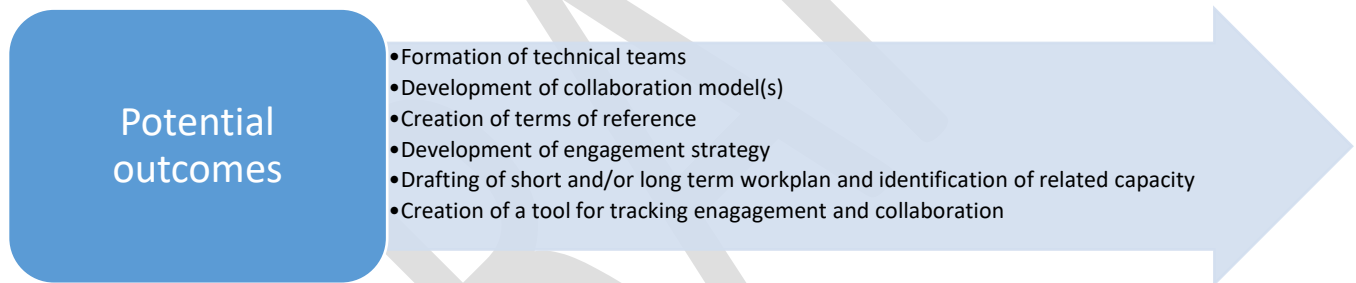 Potential
outcomes
•Formation of technical teams
•Development of collaboration model(s)
•Creation of terms of reference
•Development of engagement strategy
•Drafting of short and/or long term workplan and identification of related capacity
•Creation of a tool for tracking enagagement and collaboration